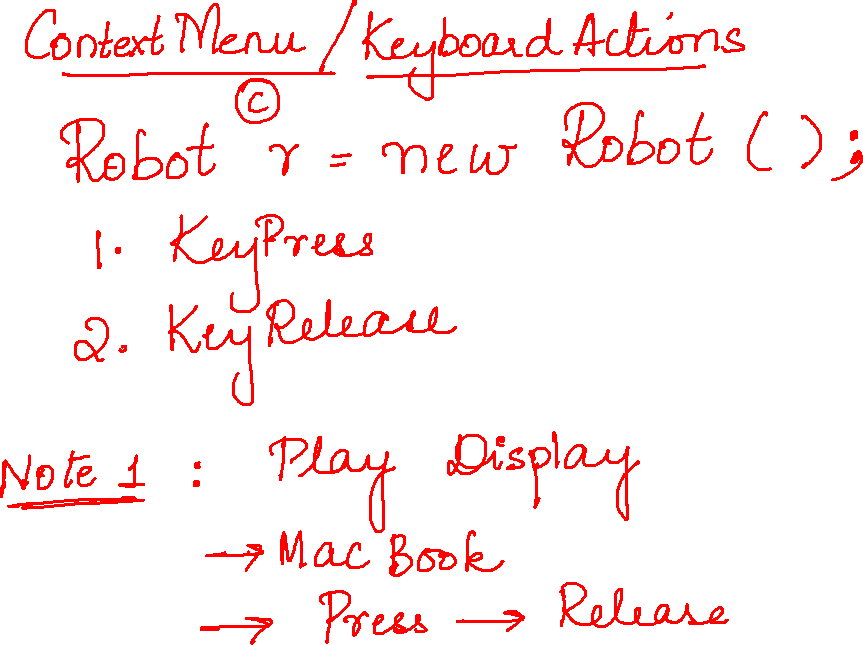 Context Menu / Keyboard Actions
©
Robot r = new Robot ( );
1. KeyPress
2. KeyRelease
Note 1 : Play Display
→ Mac Book
→ Press → Release